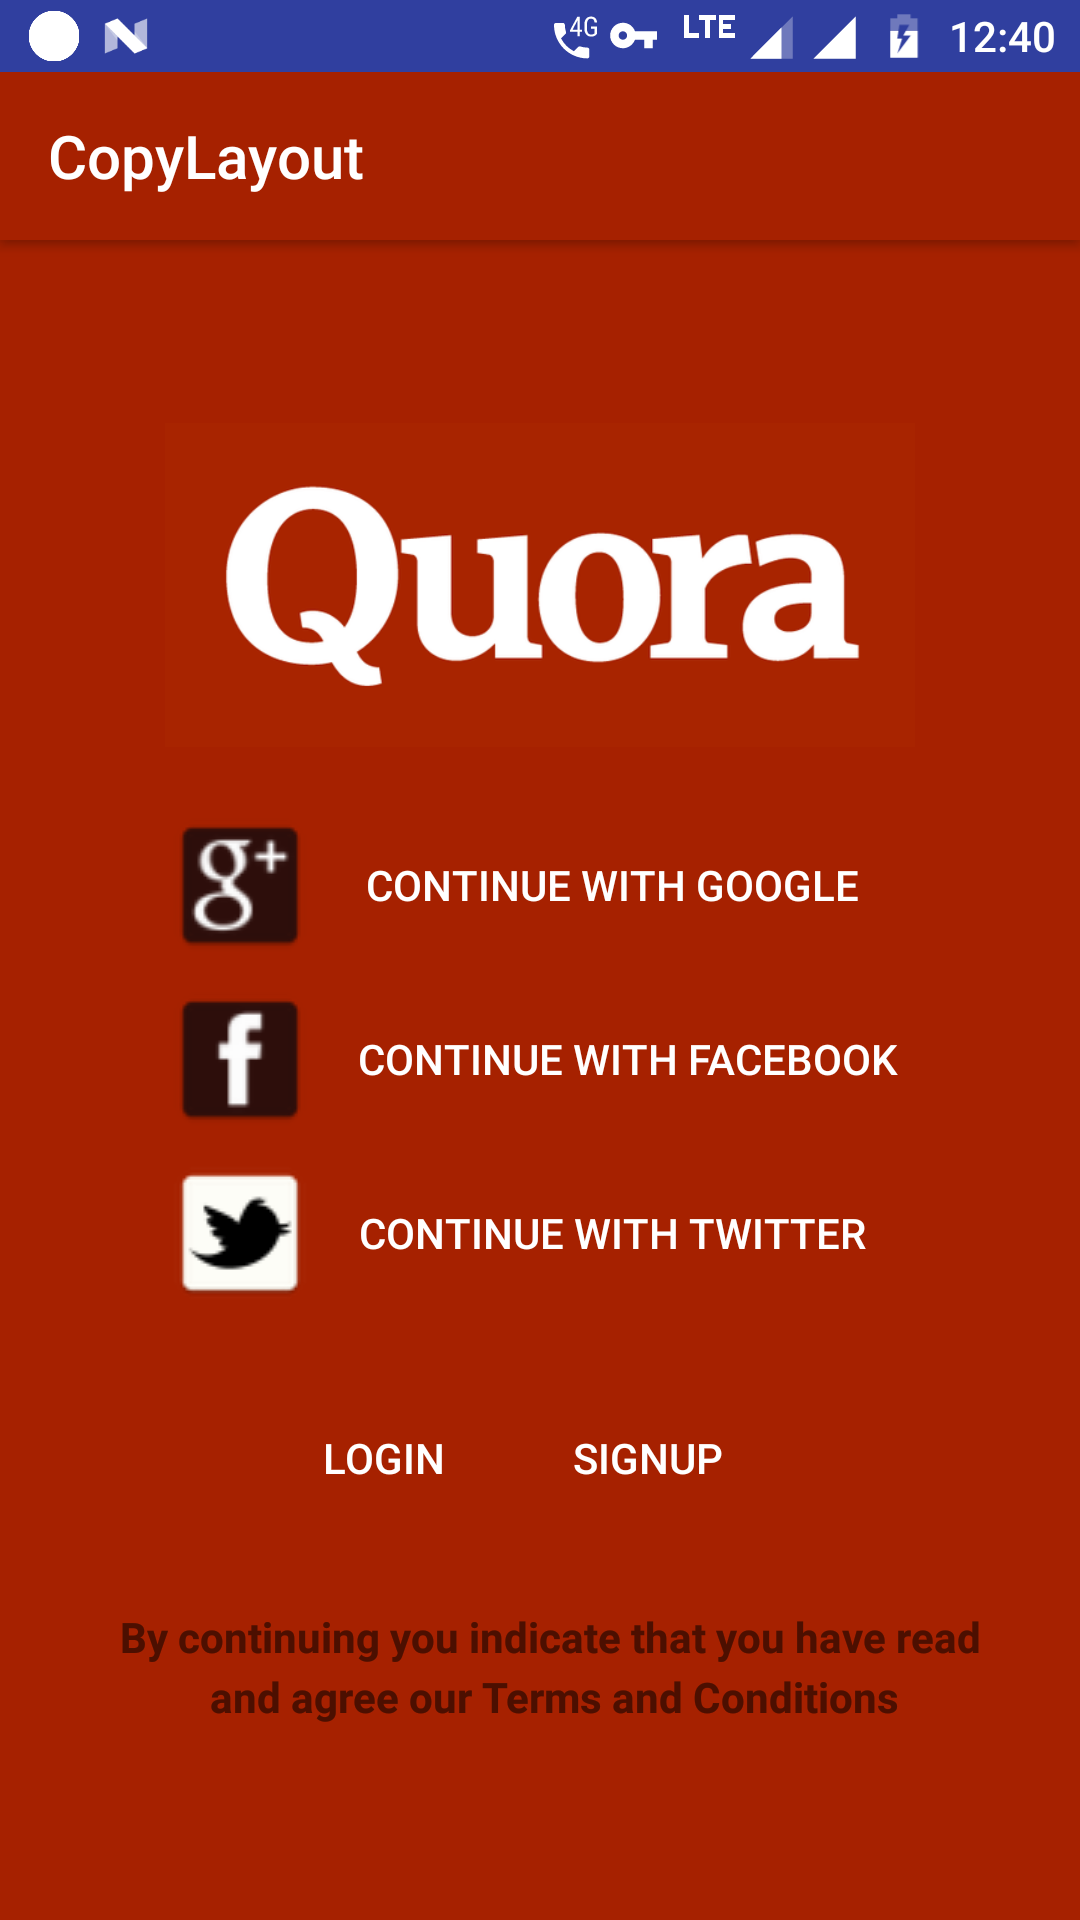 4G LTE 12:40
CopyLayout
Quora
g+ CONTINUE WITH GOOGLE
f CONTINUE WITH FACEBOOK
CONTINUE WITH TWITTER
LOGIN SIGNUP
By continuing you indicate that you have read
and agree our Terms and Conditions